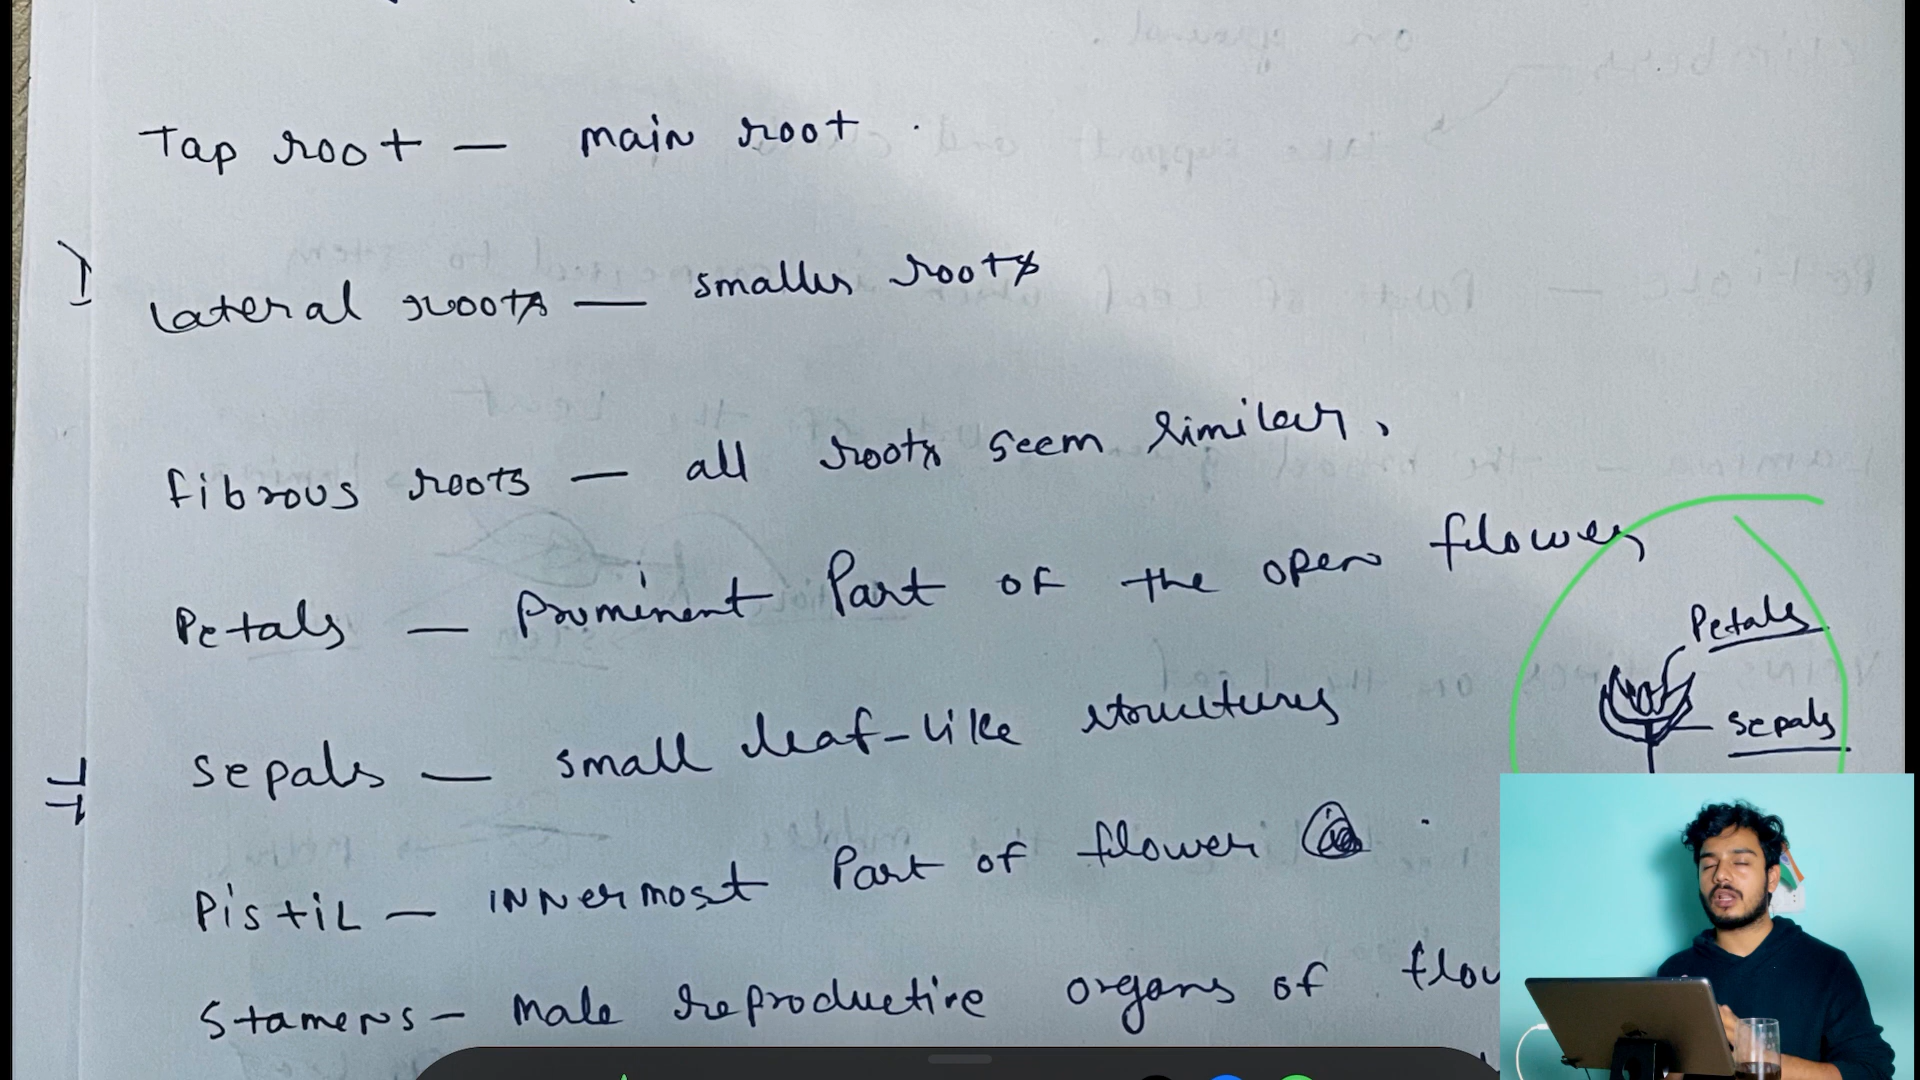 Tap root — main root.
Lateral roots — smaller roots
fibrous roots — all roots seem similar.
Petals — Prominent Part of the open flower
Petals
sepals
sepals — small leaf-like structures
Pistil — innermost Part of flower
Stamens — male reproductive organs of